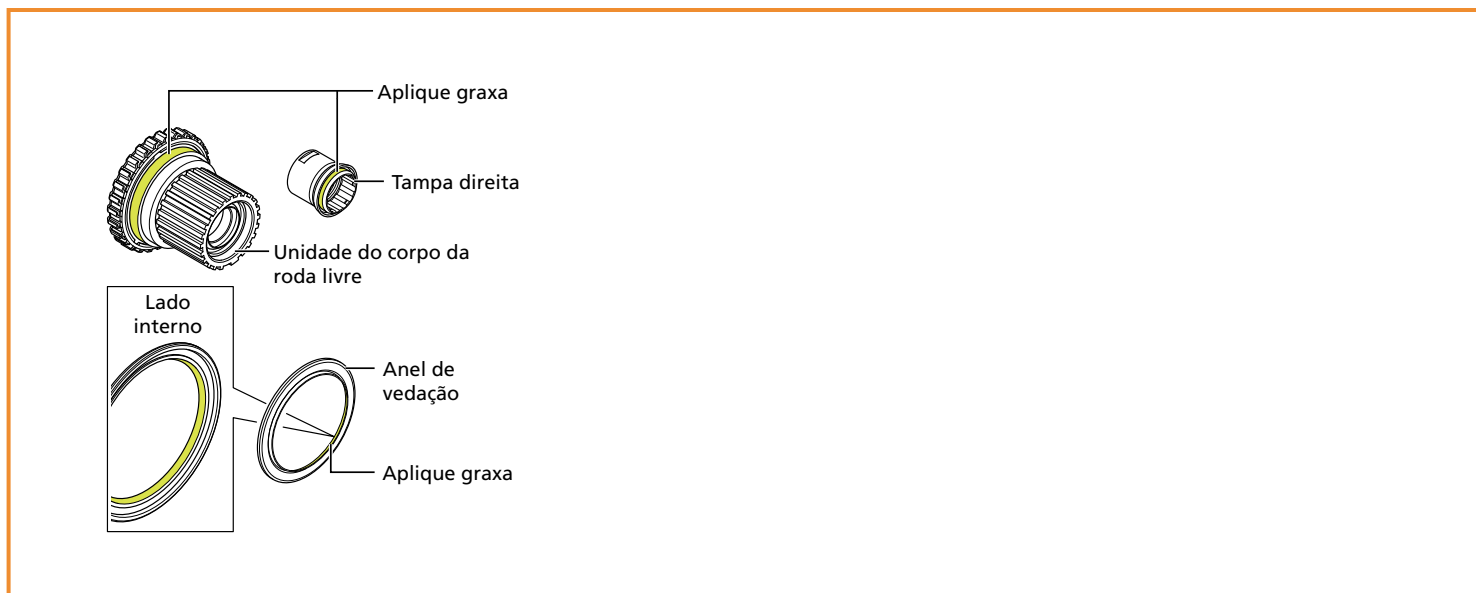 Aplique graxa
Tampa direita
Unidade do corpo da
roda livre
Lado
interno
Anel de
vedação
Aplique graxa